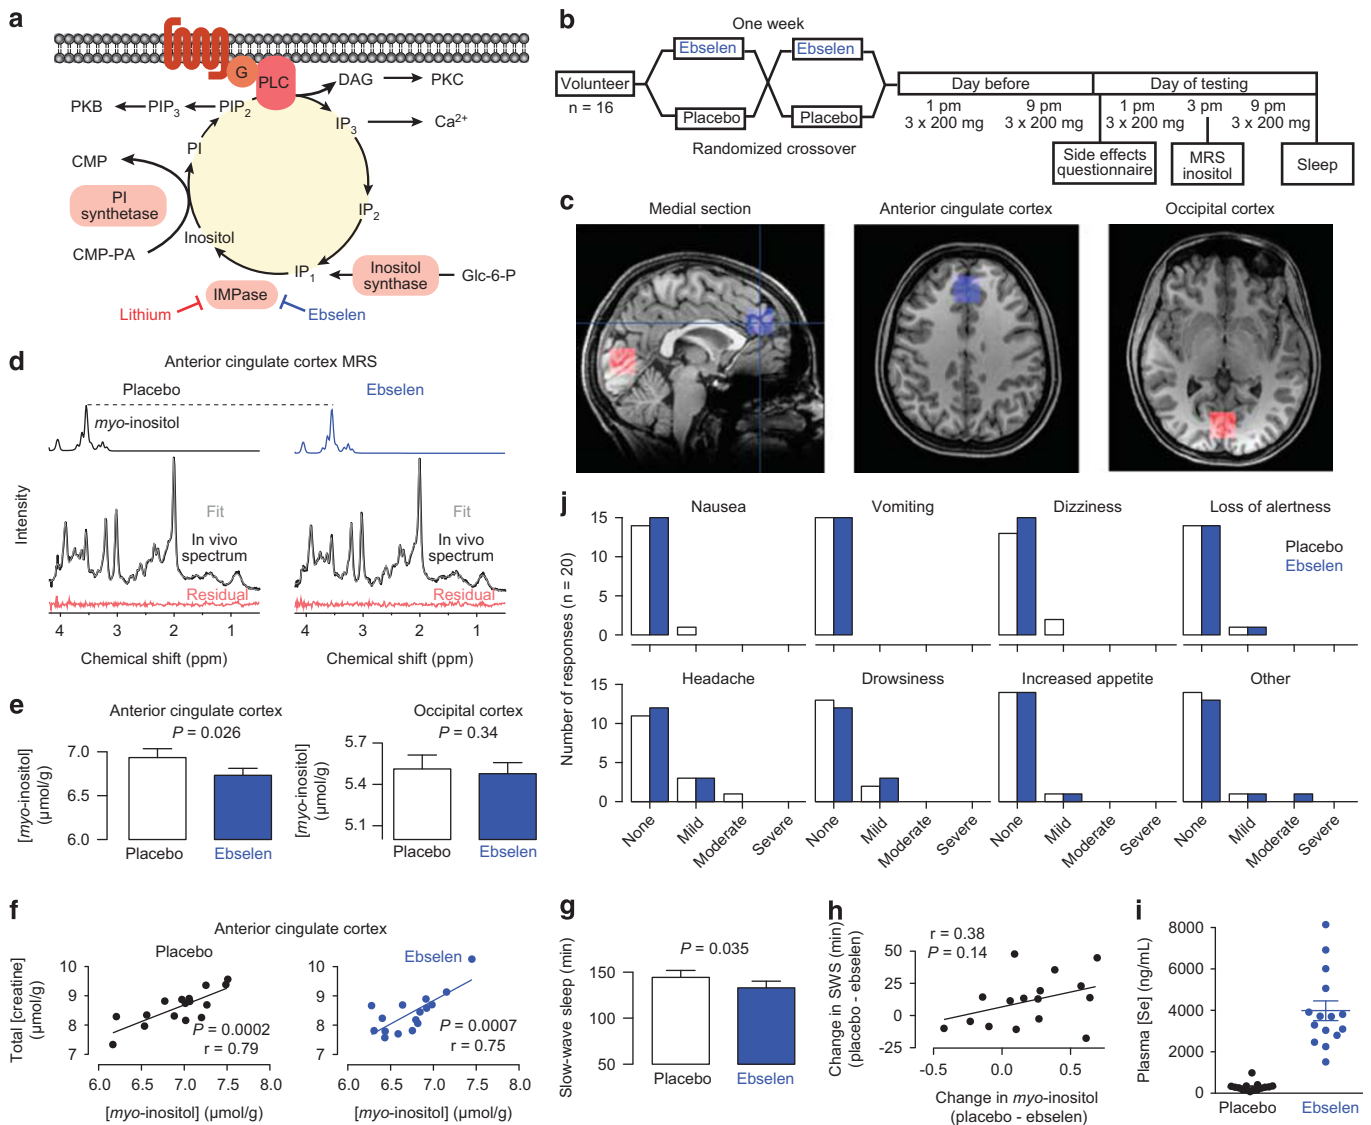 a
G
PLC
DAG
PKC
PKB
PIP3
PIP2
IP3
Ca2+
PI
CMP
PI
synthetase
IP2
Inositol
CMP-PA
IP1
Inositol
synthase
Glc-6-P
IMPase
Lithium
Ebselen
b
One week
Ebselen
Ebselen
Volunteer
n = 16
Placebo
Placebo
Randomized crossover
Day before
Day of testing
1 pm
3 x 200 mg
9 pm
3 x 200 mg
1 pm
3 x 200 mg
3 pm
9 pm
3 x 200 mg
Side effects
questionnaire
MRS
inositol
Sleep
c
Medial section
Anterior cingulate cortex
Occipital cortex
d
Anterior cingulate cortex MRS
Placebo
Ebselen
myo-inositol
Intensity
Fit
In vivo
spectrum
Residual
4 3 2 1
Chemical shift (ppm)
Fit
In vivo
spectrum
Residual
4 3 2 1
Chemical shift (ppm)
e
Anterior cingulate cortex
P = 0.026
[myo-inositol]
(μmol/g)
7.0
6.5
6.0
Placebo
Ebselen
Occipital cortex
P = 0.34
[myo-inositol]
(μmol/g)
5.7
5.4
5.1
Placebo
Ebselen
f
Anterior cingulate cortex
Placebo
Total [creatine]
(μmol/g)
10
9
8
7
P = 0.0002
r = 0.79
6.0 6.5 7.0 7.5 8.0
[myo-inositol] (μmol/g)
Ebselen
10
9
8
7
P = 0.0007
r = 0.75
6.0 6.5 7.0 7.5 8.0
[myo-inositol] (μmol/g)
g
Slow-wave sleep (min)
P = 0.035
150
100
50
Placebo
Ebselen
h
Change in SWS (min)
(placebo - ebselen)
r = 0.38
P = 0.14
50
25
0
-25
-0.5 0.0 0.5
Change in myo-inositol
(placebo - ebselen)
i
Plasma [Se] (ng/mL)
8000
6000
4000
2000
0
Placebo
Ebselen
j
Number of responses (n = 20)
Nausea
Vomiting
Dizziness
Loss of alertness
Placebo
Ebselen
15
10
5
0
Headache
Drowsiness
Increased appetite
Other
15
10
5
0
None Mild Moderate Severe
None Mild Moderate Severe
None Mild Moderate Severe
None Mild Moderate Severe